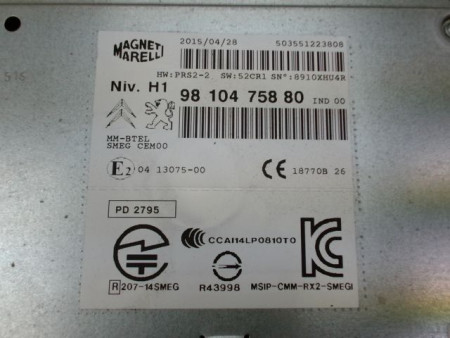 MAGNETI
MARELLI
2015/04/28 503551223808
HW:PRS2-2 SW:52CR1 SN°:8910XHU4R
Niv. H1 98 104 758 80 IND 00
MM-BTEL
SMEG CEM00
E2 04 13075-00 CE 18770B 26
PD 2795
CCAI14LP0810T0
R 207-14SMEG R43998 MSIP-CMM-RX2-SMEGI